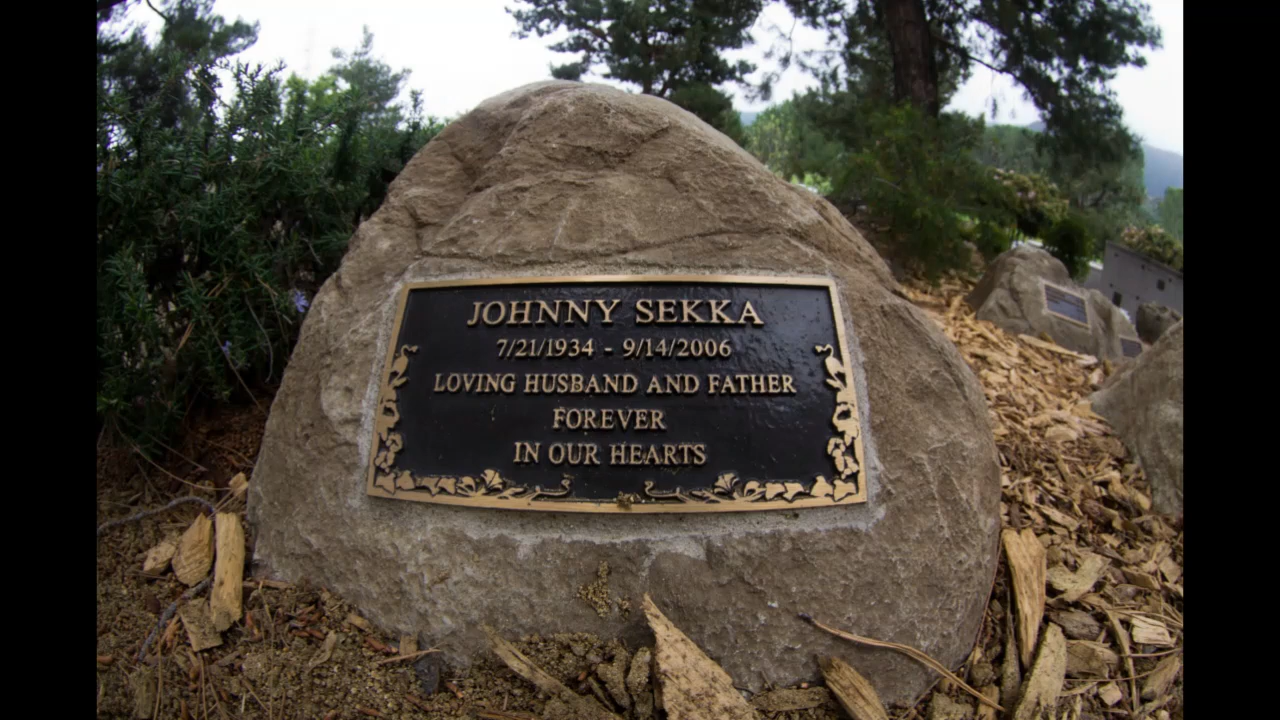 JOHNNY SEKKA
7/21/1934 - 9/14/2006
LOVING HUSBAND AND FATHER
FOREVER
IN OUR HEARTS